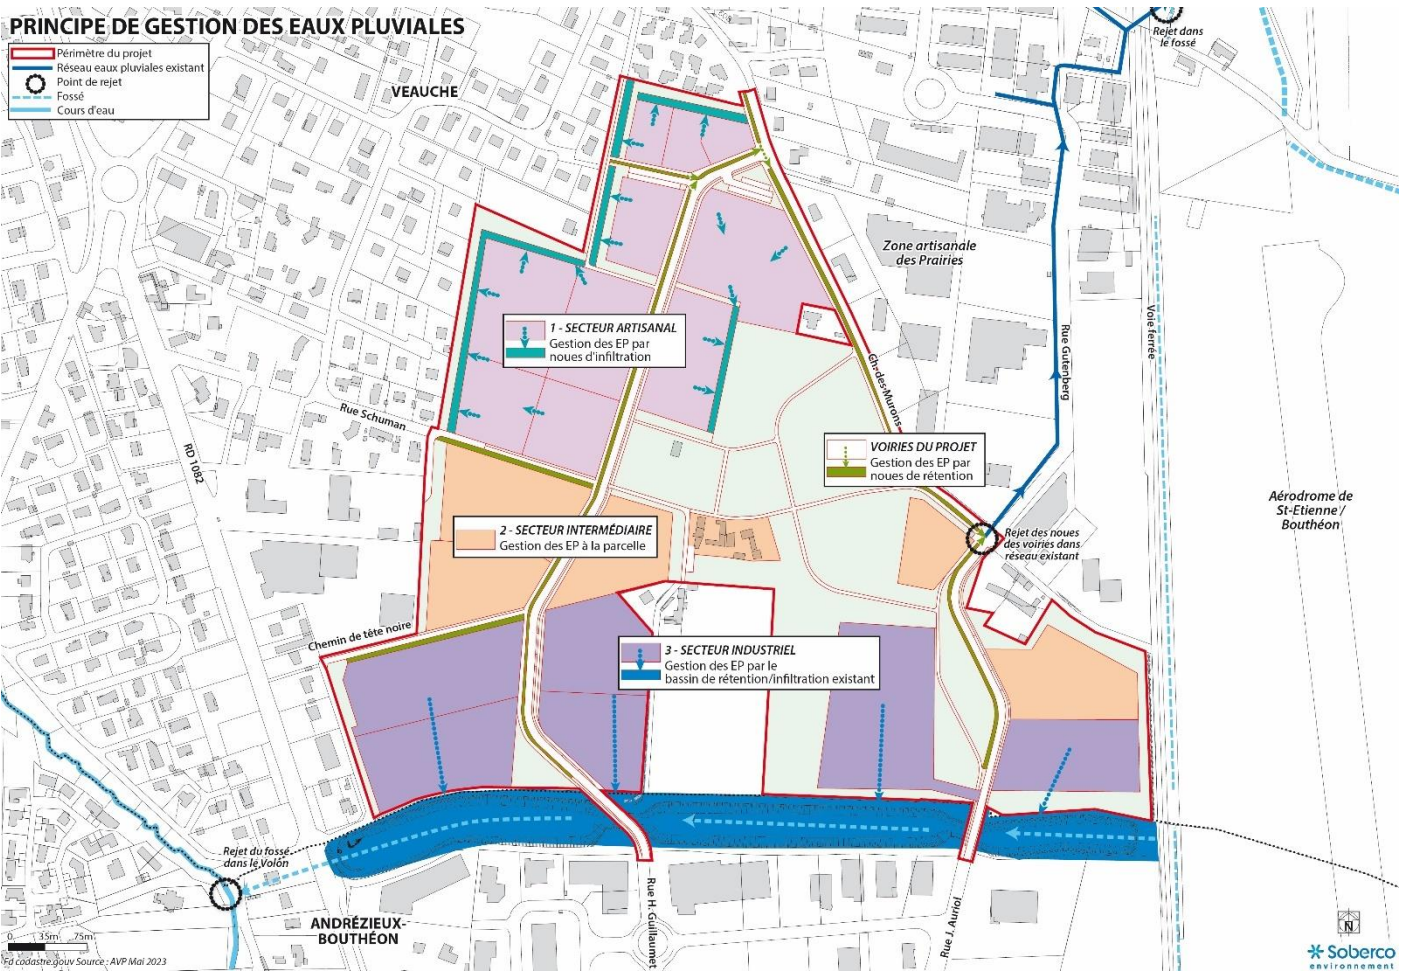 PRINCIPE DE GESTION DES EAUX PLUVIALES
Périmètre du projet
Réseau eaux pluviales existant
Point de rejet
Fossé
Cours d'eau
VEAUCHE
Rejet dans
le fossé
Zone artisanale
des Prairies
Rue Gutenberg
Voie ferrée
1 - SECTEUR ARTISANAL
Gestion des EP par
noues d'infiltration
Ch. des Murons
Rue Schuman
RD 1082
VOIRIES DU PROJET
Gestion des EP par
noues de rétention
Aérodrome de
St-Etienne /
Bouthéon
2 - SECTEUR INTERMÉDIAIRE
Gestion des EP à la parcelle
Rejet des noues
des voiries dans
réseau existant
Chemin de tête noire
3 - SECTEUR INDUSTRIEL
Gestion des EP par le
bassin de rétention/infiltration existant
Rejet du fossé
dans le Volon
ANDRÉZIEUX-
BOUTHÉON
Rue H. Guillaumet
Rue J. Auriol
N
0 35m 75m
Fd cadastre.gouv Source : AVP Mai 2023
Soberco
environnement